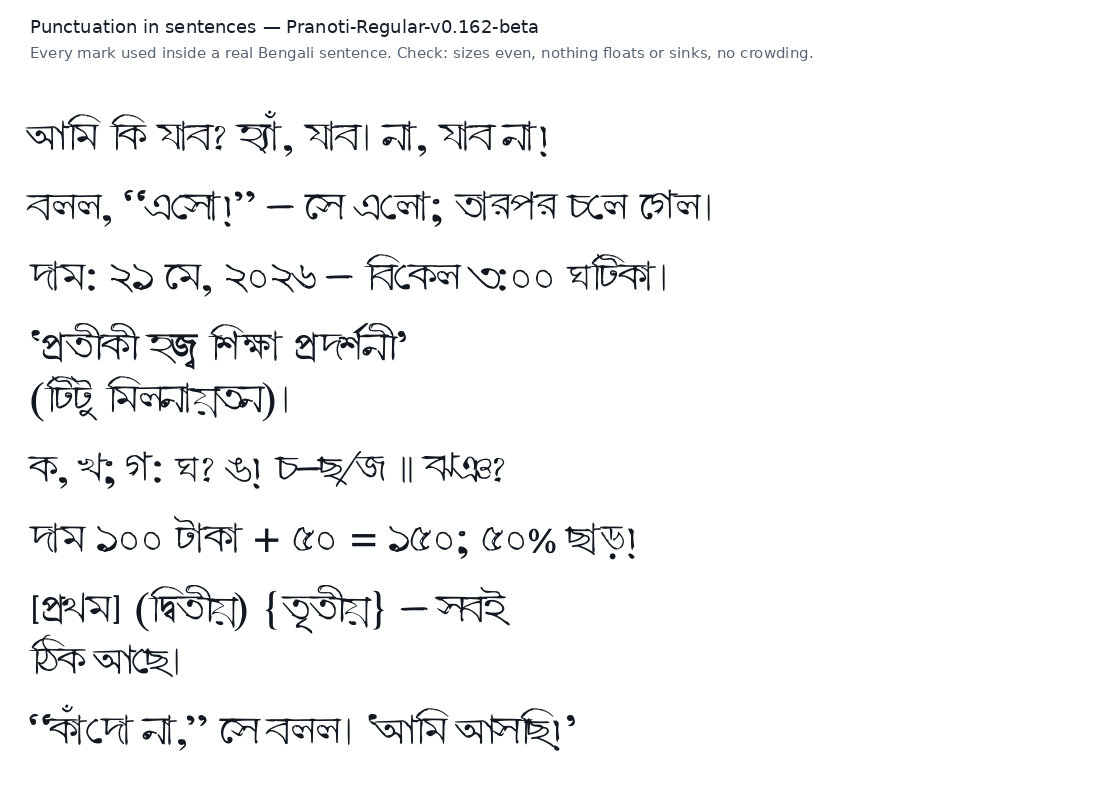 Punctuation in sentences — Pranoti-Regular-v0.162-beta
Every mark used inside a real Bengali sentence. Check: sizes even, nothing floats or sinks, no crowding.
আমি কি যাব? হ্যাঁ, যাব। না, যাব না!
বলল, “এসো!” – সে এলো; তারপর চলে গেল।
দাম: ২১ মে, ২০২৬ – বিকেল ৩:০০ ঘটিকা।
‘প্রতীকী হজ্ব শিক্ষা প্রদর্শনী’
(টিটু মিলনায়তন)।
ক, খ; গ: ঘ? ঙ! চ–ছ/জ ॥ ঝঞ?
দাম ১০০ টাকা + ৫০ = ১৫০; ৫০% ছাড়!
[প্রথম] (দ্বিতীয়) {তৃতীয়} – সবই
ঠিক আছে।
“কাঁদো না,” সে বলল। ‘আমি আসছি!’